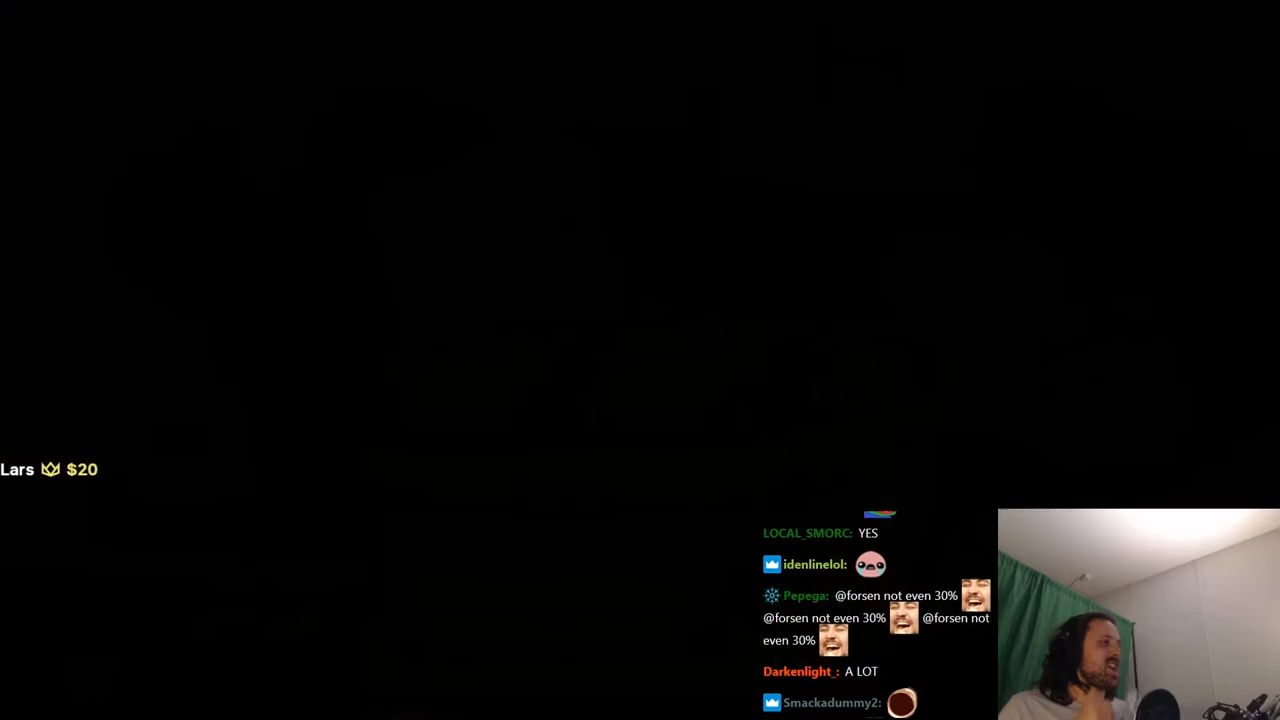 Lars $20
LOCAL_SMORC: YES
idenlinelol:
Pepega: @forsen not even 30%
@forsen not even 30% @forsen not
even 30%
Darkenlight_: A LOT
Smackadummy2: